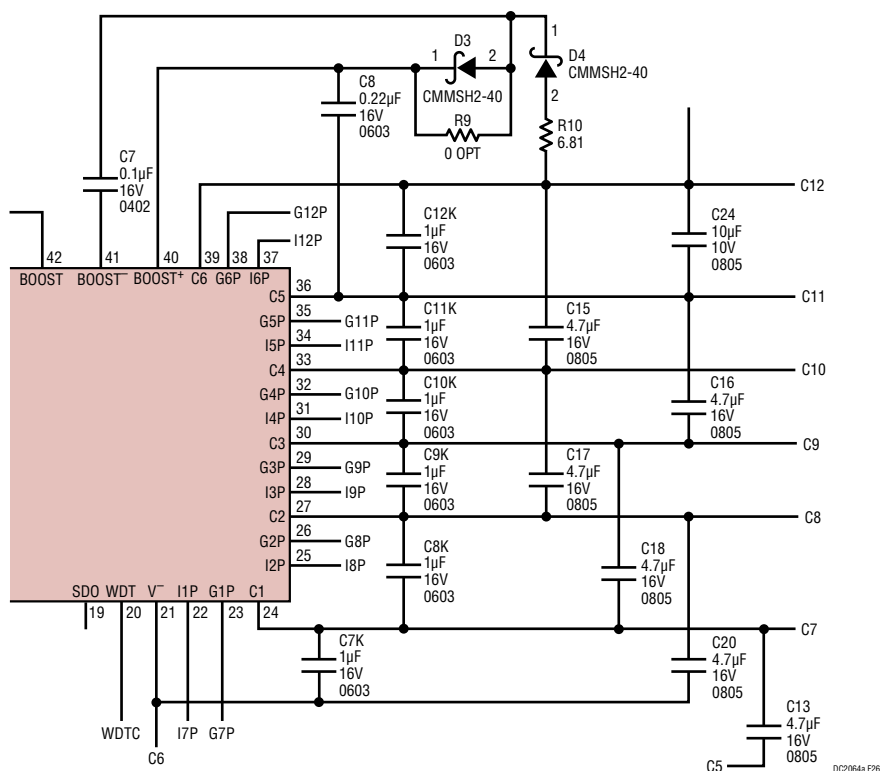 1
D3
1
2
D4
CMMSH2-40
CMMSH2-40
2
C8
0.22µF
16V
0603
R9
0 OPT
R10
6.81
C7
0.1µF
16V
0402
C12
G12P
I12P
C12K
1µF
16V
0603
C24
10µF
10V
0805
42
41
40
39
38
37
BOOST
BOOST–
BOOST+
C6
G6P
I6P
C5
36
C11
G5P
35
G11P
I5P
34
I11P
C11K
1µF
16V
0603
C15
4.7µF
16V
0805
C4
33
C10
G4P
32
G10P
I4P
31
I10P
C10K
1µF
16V
0603
C16
4.7µF
16V
0805
C3
30
C9
G3P
29
G9P
I3P
28
I9P
C9K
1µF
16V
0603
C17
4.7µF
16V
0805
C2
27
C8
G2P
26
G8P
I2P
25
I8P
C8K
1µF
16V
0603
C18
4.7µF
16V
0805
SDO
WDT
V–
I1P
G1P
C1
19
20
21
22
23
24
C7
C7K
1µF
16V
0603
C20
4.7µF
16V
0805
C13
4.7µF
16V
0805
WDTC
C6
I7P
G7P
C5
DC2064a F26